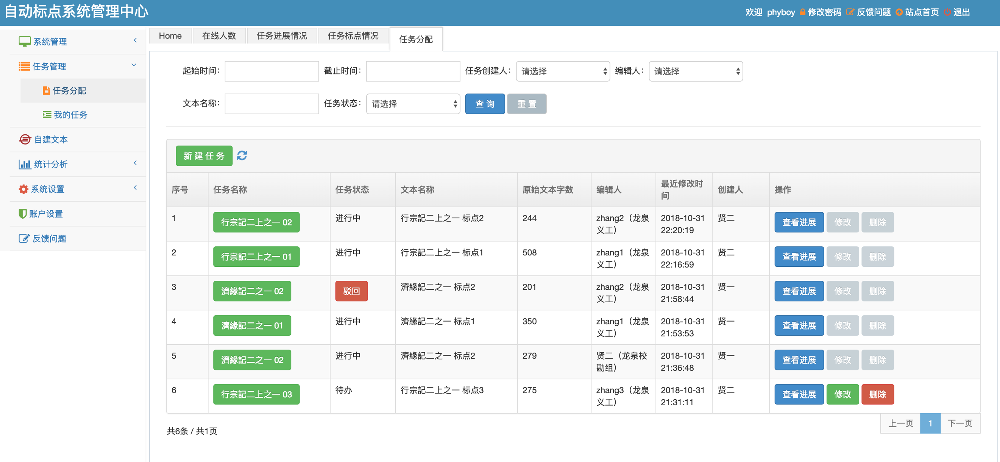 自动标点系统管理中心
欢迎 phyboy 修改密码 反馈问题 站点首页 退出
系统管理
任务管理
任务分配
我的任务
自建文本
统计分析
系统设置
账户设置
反馈问题
Home 在线人数 任务进展情况 任务标点情况 任务分配
起始时间： 截止时间： 任务创建人： 请选择 编辑人： 请选择
文本名称： 任务状态： 请选择 查 询 重 置
新 建 任 务
序号 任务名称 任务状态 文本名称 原始文本字数 编辑人 最近修改时间 创建人 操作
1 行宗記二上之一 02 进行中 行宗記二上之一 标点2 244 zhang2（龙泉义工） 2018-10-31 22:20:19 贤二 查看进展 修改 删除
2 行宗記二上之一 01 进行中 行宗記二上之一 标点1 508 zhang1（龙泉义工） 2018-10-31 22:16:59 贤二 查看进展 修改 删除
3 濟緣記二之一 02 驳回 濟緣記二之一 标点2 201 zhang2（龙泉义工） 2018-10-31 21:58:44 贤一 查看进展 修改 删除
4 濟緣記二之一 01 进行中 濟緣記二之一 标点1 350 zhang1（龙泉义工） 2018-10-31 21:53:53 贤一 查看进展 修改 删除
5 濟緣記二之一 02 进行中 濟緣記二之一 标点2 279 贤二（龙泉校勘组） 2018-10-31 21:36:48 贤一 查看进展 修改 删除
6 行宗記二上之一 03 待办 行宗記二上之一 标点3 275 zhang3（龙泉义工） 2018-10-31 21:31:11 贤二 查看进展 修改 删除
共6条 / 共1页
上一页 1 下一页